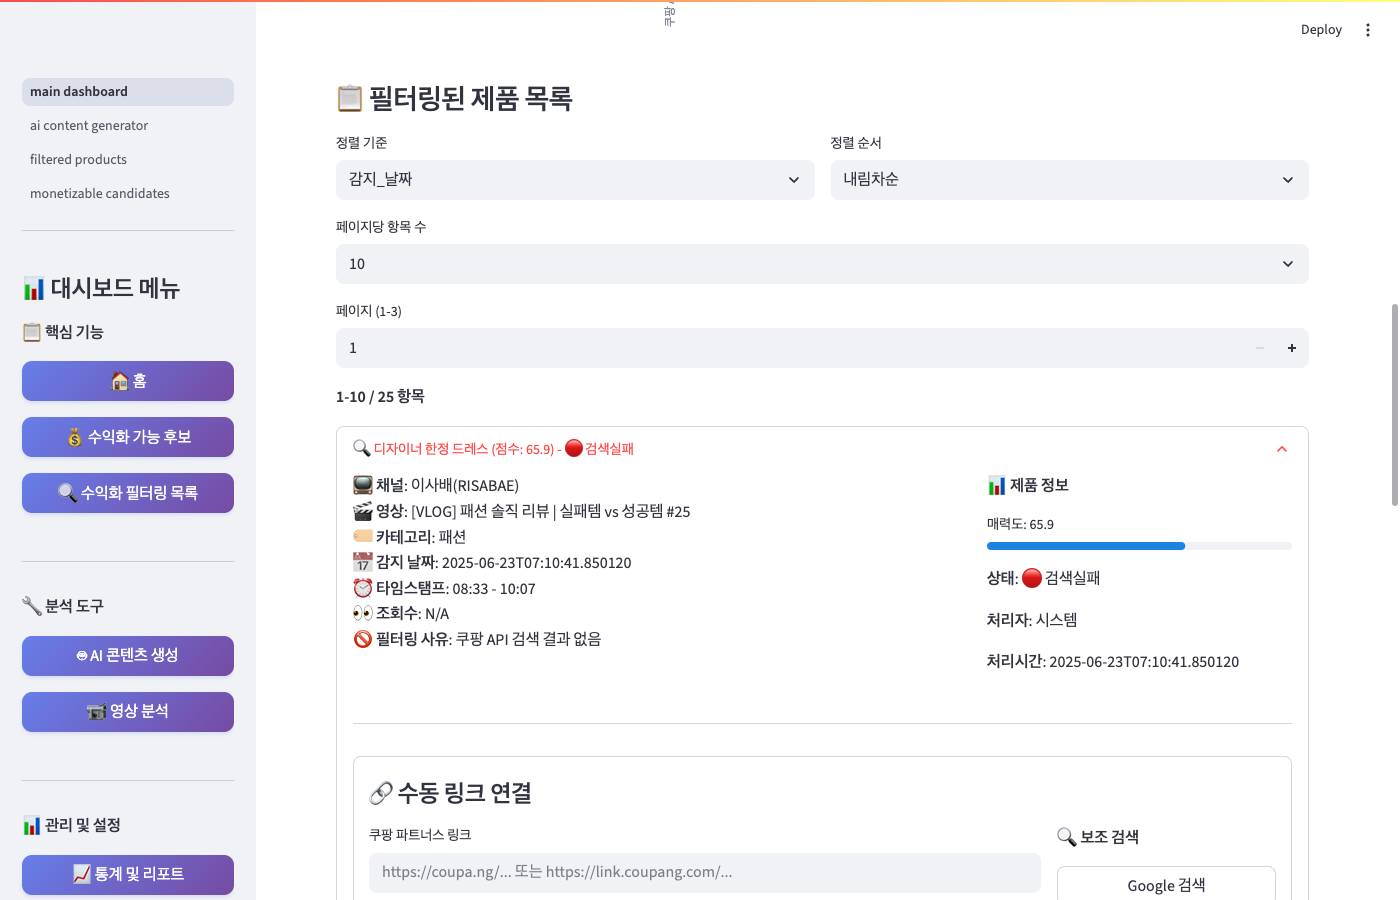 쿠팡
Deploy
main dashboard
ai content generator
filtered products
monetizable candidates
대시보드 메뉴
핵심 기능
홈
수익화 가능 후보
수익화 필터링 목록
분석 도구
AI 콘텐츠 생성
영상 분석
관리 및 설정
통계 및 리포트
필터링된 제품 목록
정렬 기준
감지_날짜
정렬 순서
내림차순
페이지당 항목 수
10
페이지 (1-3)
1
1-10 / 25 항목
디자이너 한정 드레스 (점수: 65.9) - 검색실패
채널: 이사배(RISABAE)
영상: [VLOG] 패션 솔직 리뷰 | 실패템 vs 성공템 #25
카테고리: 패션
감지 날짜: 2025-06-23T07:10:41.850120
타임스탬프: 08:33 - 10:07
조회수: N/A
필터링 사유: 쿠팡 API 검색 결과 없음
제품 정보
매력도: 65.9
상태: 검색실패
처리자: 시스템
처리시간: 2025-06-23T07:10:41.850120
수동 링크 연결
쿠팡 파트너스 링크
https://coupa.ng/... 또는 https://link.coupang.com/...
보조 검색
Google 검색